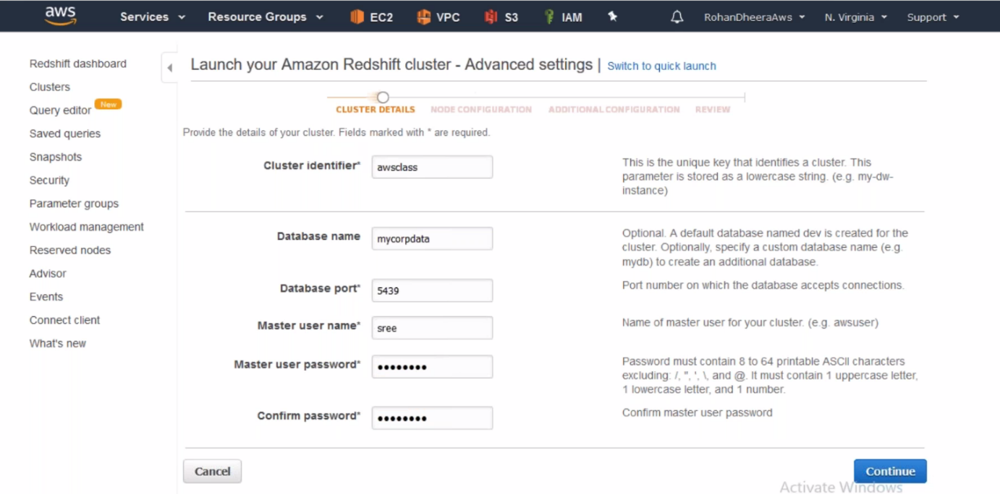 aws Services Resource Groups EC2 VPC S3 IAM RohanDheeraAws N. Virginia Support
Redshift dashboard
Clusters
Query editor New
Saved queries
Snapshots
Security
Parameter groups
Workload management
Reserved nodes
Advisor
Events
Connect client
What's new
Launch your Amazon Redshift cluster - Advanced settings | Switch to quick launch
CLUSTER DETAILS NODE CONFIGURATION ADDITIONAL CONFIGURATION REVIEW
Provide the details of your cluster. Fields marked with * are required.
Cluster identifier* awsclass
This is the unique key that identifies a cluster. This
parameter is stored as a lowercase string. (e.g. my-dw-
instance)
Database name mycorpdata
Optional. A default database named dev is created for the
cluster. Optionally, specify a custom database name (e.g.
mydb) to create an additional database.
Database port* 5439
Port number on which the database accepts connections.
Master user name* sree
Name of master user for your cluster. (e.g. awsuser)
Master user password* ••••••••
Password must contain 8 to 64 printable ASCII characters
excluding: /, ", ', \, and @. It must contain 1 uppercase letter,
1 lowercase letter, and 1 number.
Confirm password* ••••••••
Confirm master user password
Cancel Continue
Activate Windows